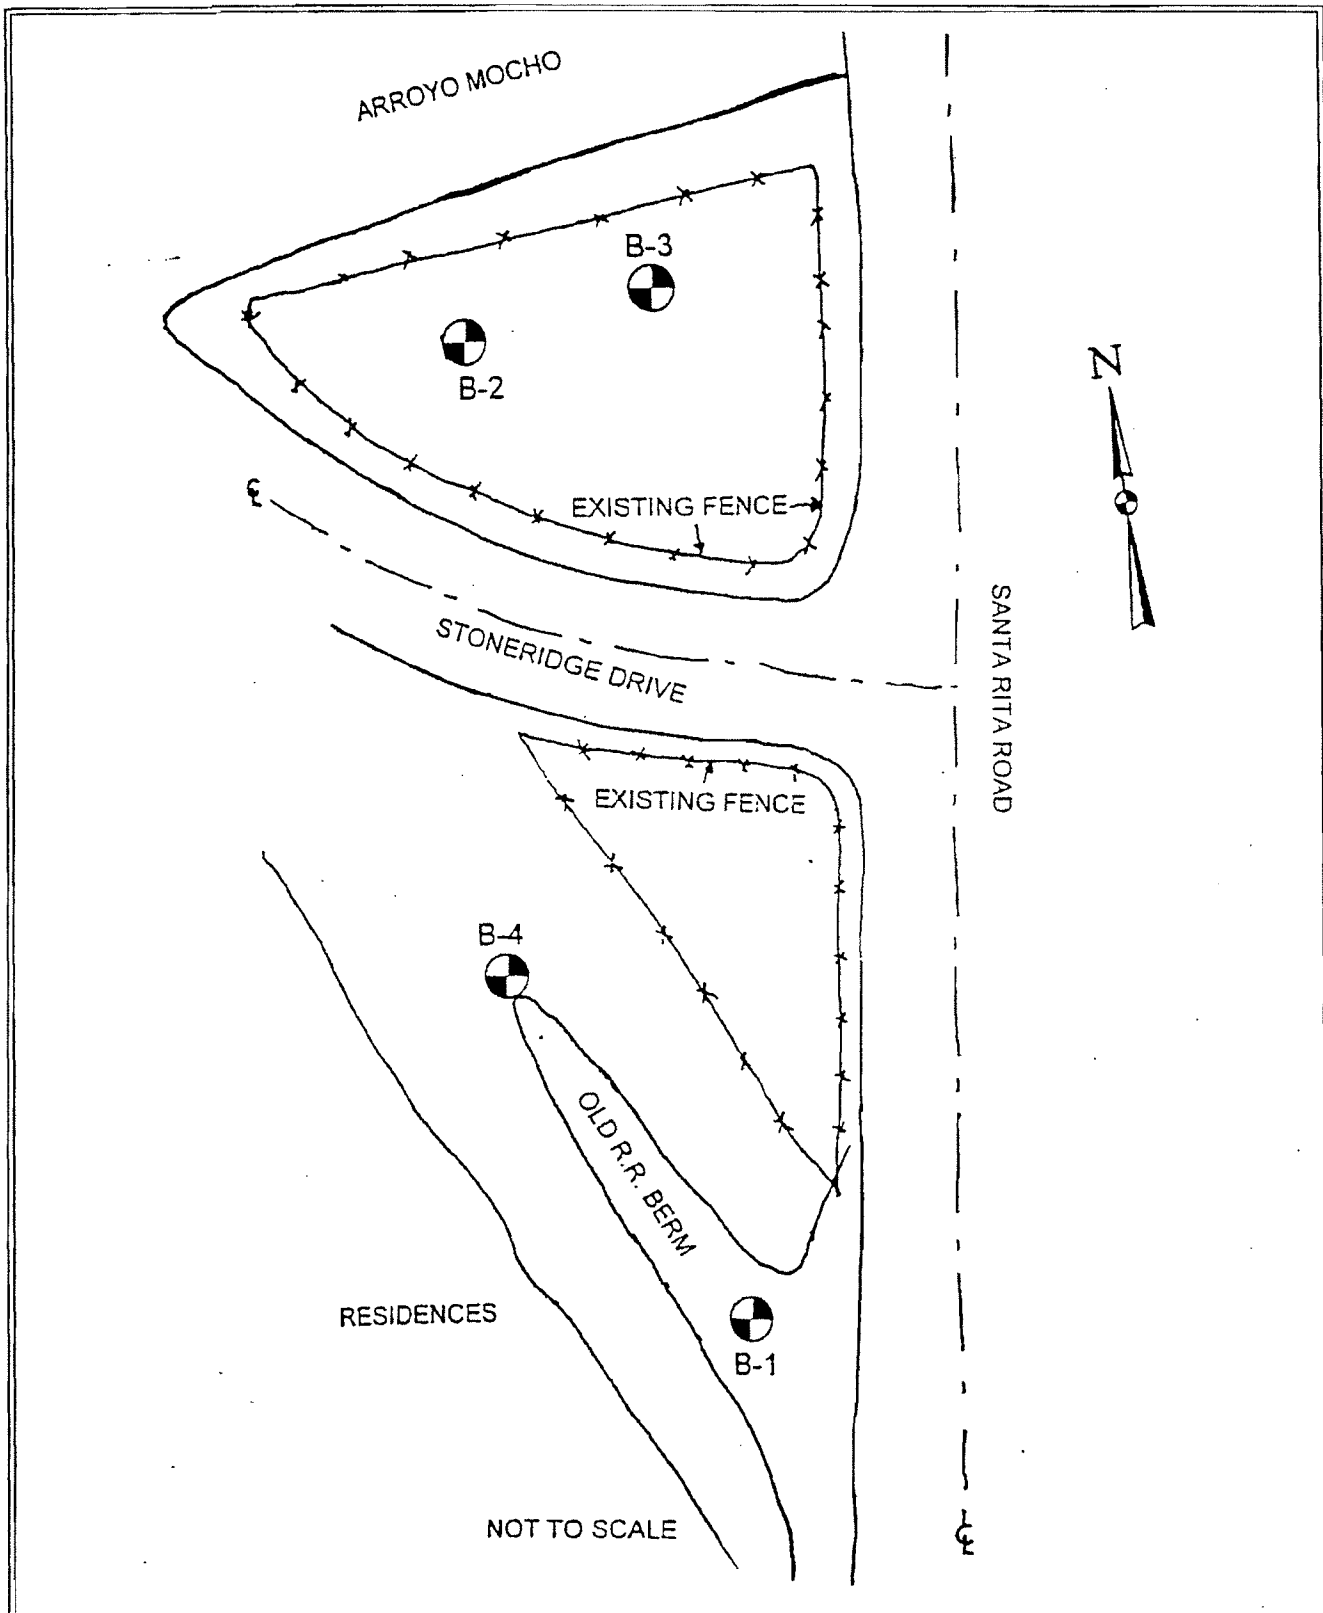 ARROYO MOCHO
B-3
B-2
N
℄
EXISTING FENCE
STONERIDGE DRIVE
SANTA RITA ROAD
EXISTING FENCE
B-4
OLD R.R. BERM
RESIDENCES
B-1
NOT TO SCALE
℄